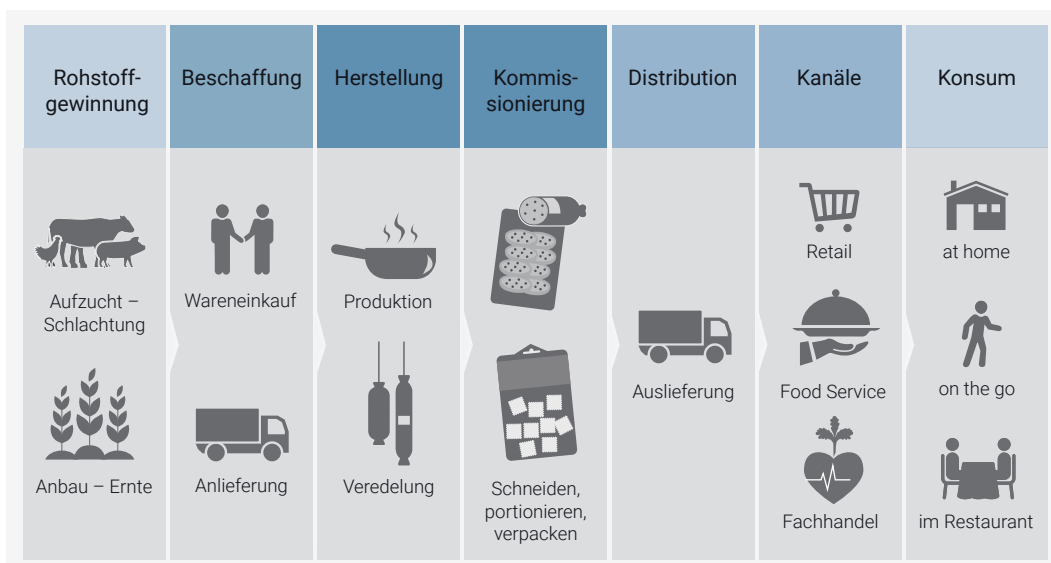 Rohstoff-
gewinnung
Beschaffung
Herstellung
Kommis-
sionierung
Distribution
Kanäle
Konsum
Aufzucht –
Schlachtung
Anbau – Ernte
Wareneinkauf
Anlieferung
Produktion
Veredelung
Schneiden,
portionieren,
verpacken
Auslieferung
Retail
Food Service
Fachhandel
at home
on the go
im Restaurant